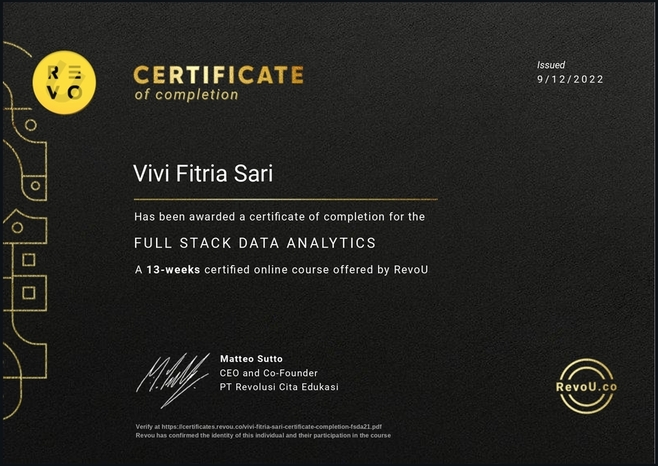 RE
VO
CERTIFICATE
of completion
Issued
9/12/2022
Vivi Fitria Sari
Has been awarded a certificate of completion for the
FULL STACK DATA ANALYTICS
A 13-weeks certified online course offered by RevoU
Matteo Sutto
CEO and Co-Founder
PT Revolusi Cita Edukasi
RevoU.co
Verify at https://certificates.revou.co/vivi-fitria-sari-certificate-completion-fsda21.pdf
Revou has confirmed the identity of this individual and their participation in the course